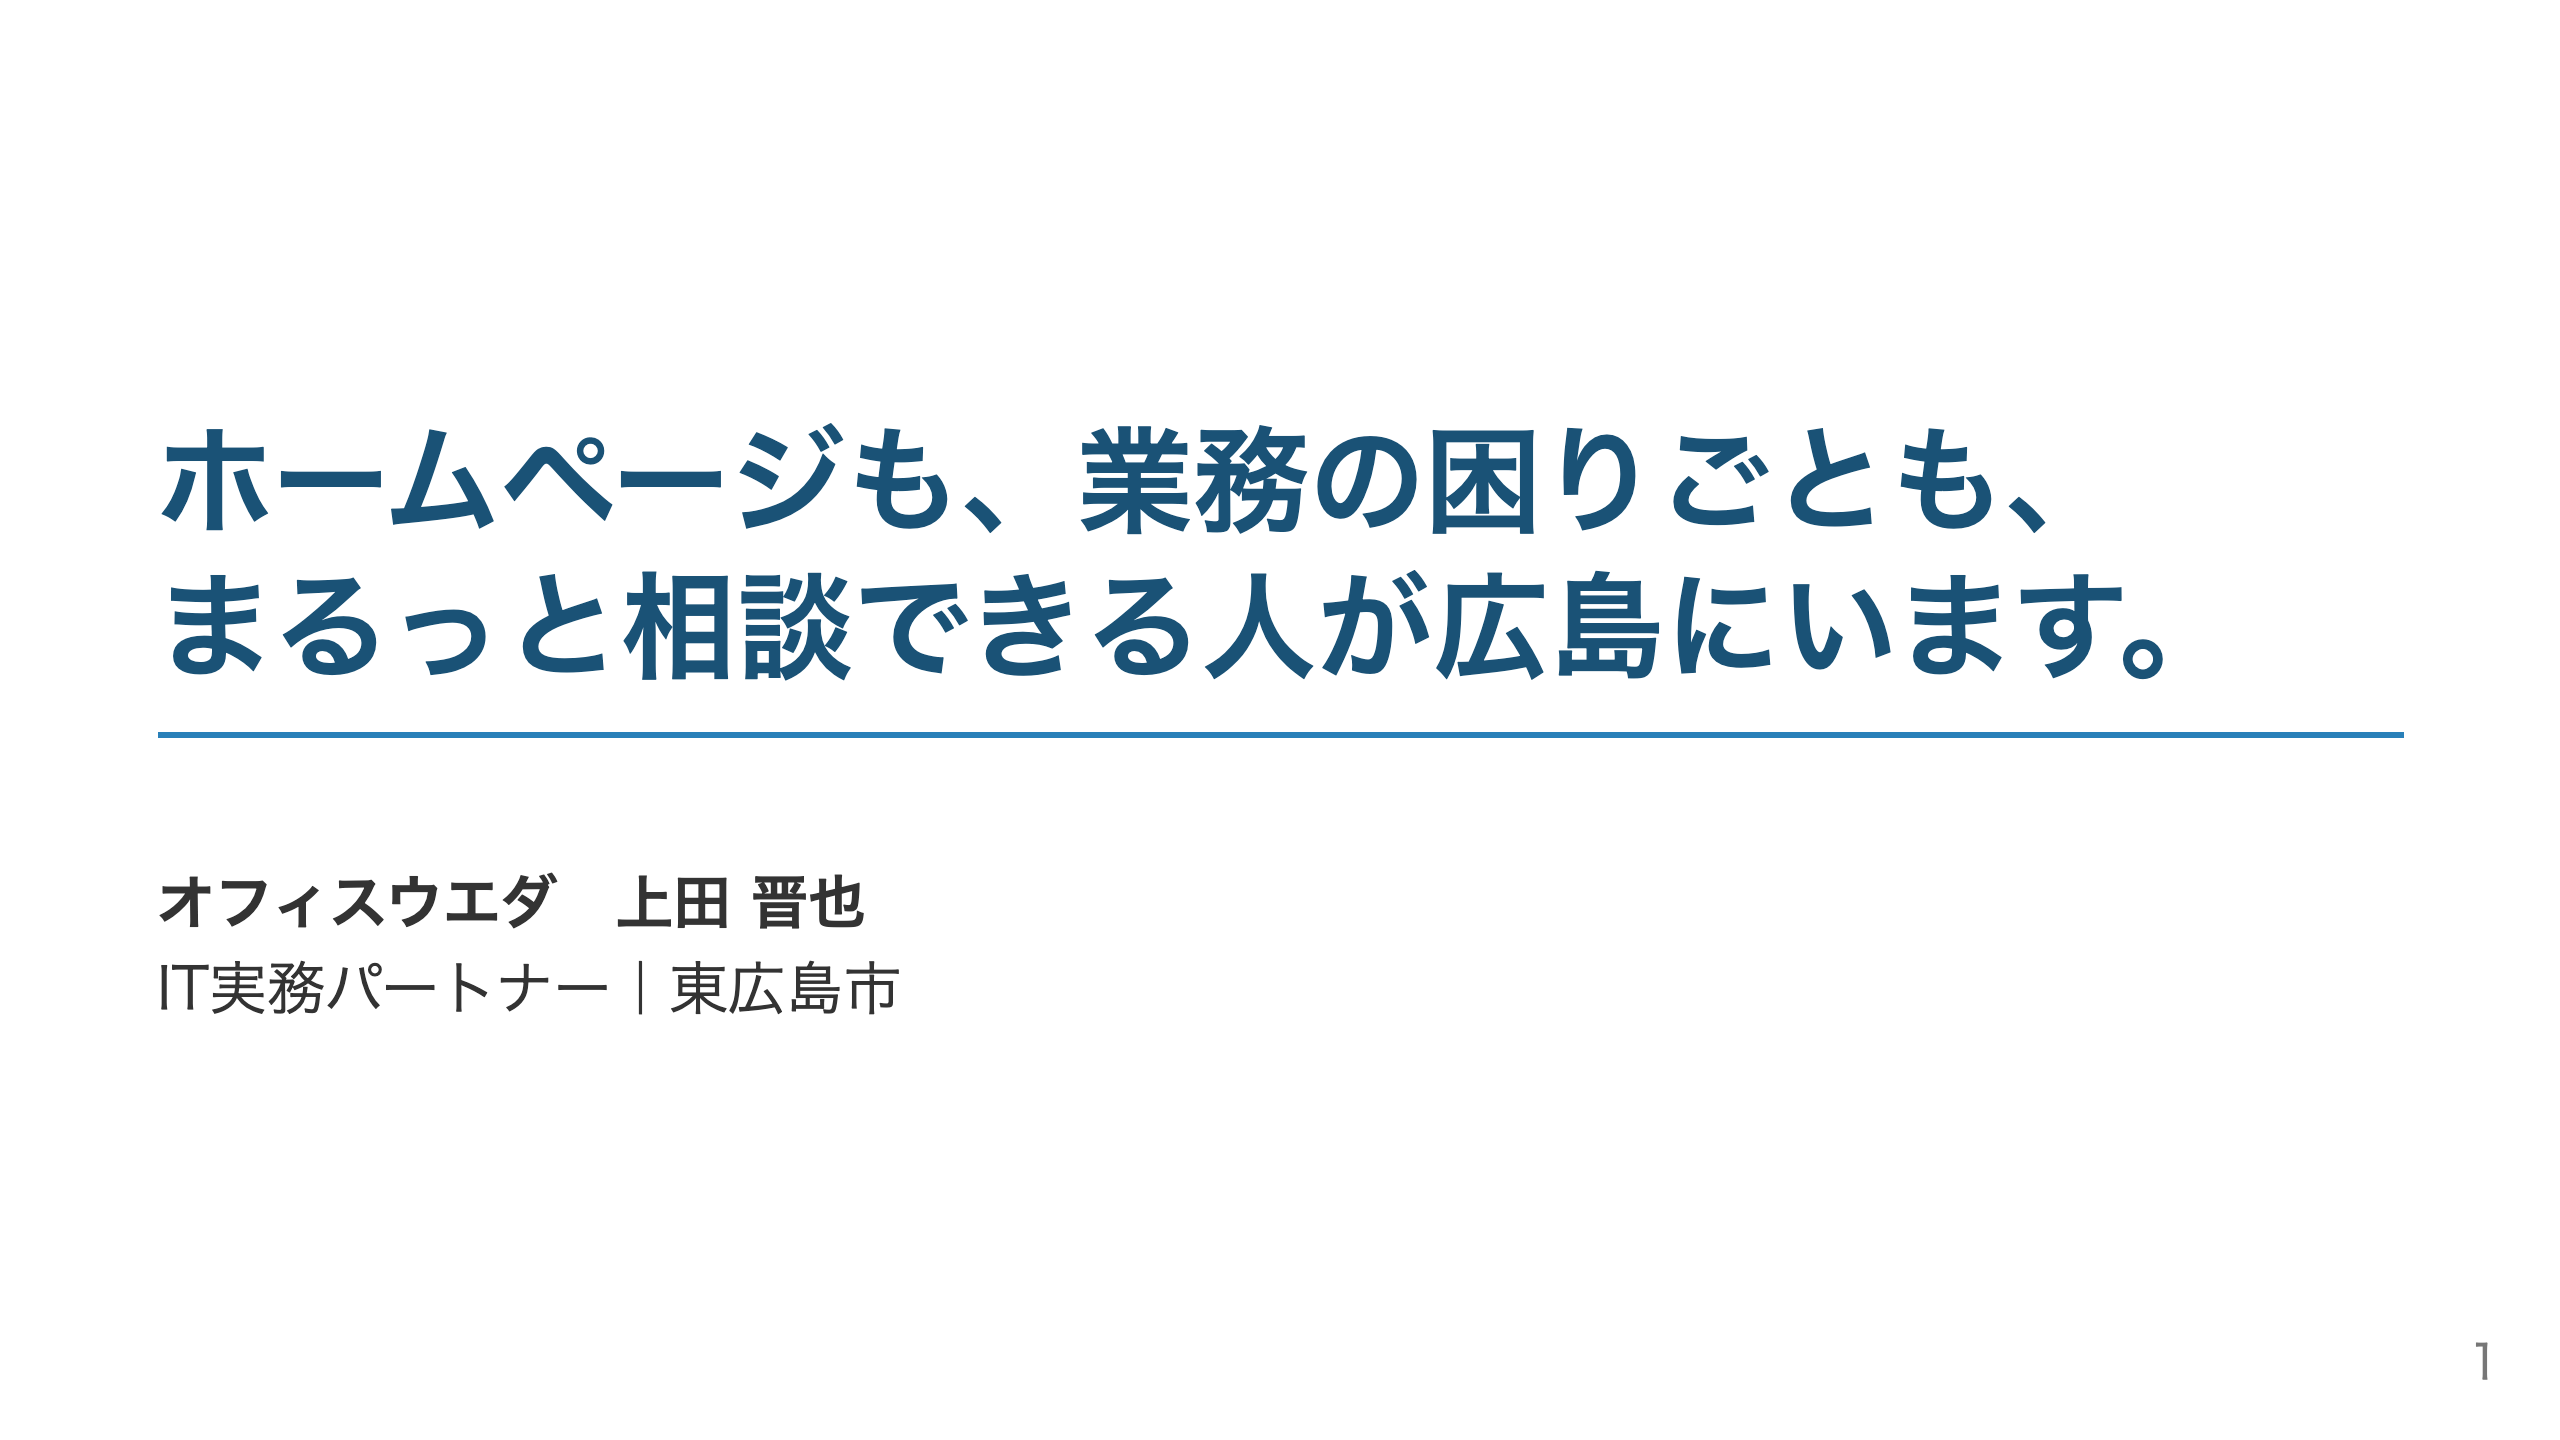 ホームページも、業務の困りごとも、
まるっと相談できる人が広島にいます。
オフィスウエダ　上田 晋也
IT実務パートナー｜東広島市
1